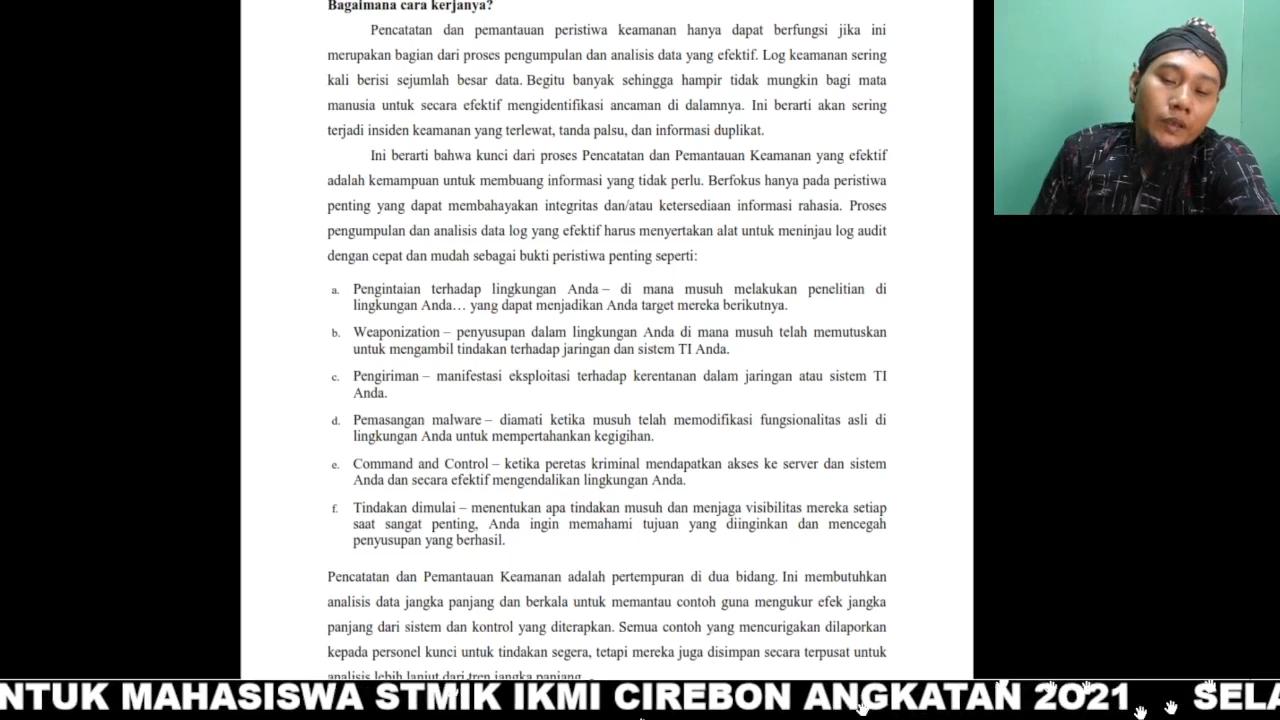 Bagaimana cara kerjanya?
Pencatatan dan pemantauan peristiwa keamanan hanya dapat berfungsi jika ini
merupakan bagian dari proses pengumpulan dan analisis data yang efektif. Log keamanan sering
kali berisi sejumlah besar data. Begitu banyak sehingga hampir tidak mungkin bagi mata
manusia untuk secara efektif mengidentifikasi ancaman di dalamnya. Ini berarti akan sering
terjadi insiden keamanan yang terlewat, tanda palsu, dan informasi duplikat.
Ini berarti bahwa kunci dari proses Pencatatan dan Pemantauan Keamanan yang efektif
adalah kemampuan untuk membuang informasi yang tidak perlu. Berfokus hanya pada peristiwa
penting yang dapat membahayakan integritas dan/atau ketersediaan informasi rahasia. Proses
pengumpulan dan analisis data log yang efektif harus menyertakan alat untuk meninjau log audit
dengan cepat dan mudah sebagai bukti peristiwa penting seperti:
a. Pengintaian terhadap lingkungan Anda – di mana musuh melakukan penelitian di
lingkungan Anda… yang dapat menjadikan Anda target mereka berikutnya.
b. Weaponization – penyusupan dalam lingkungan Anda di mana musuh telah memutuskan
untuk mengambil tindakan terhadap jaringan dan sistem TI Anda.
c. Pengiriman – manifestasi eksploitasi terhadap kerentanan dalam jaringan atau sistem TI
Anda.
d. Pemasangan malware – diamati ketika musuh telah memodifikasi fungsionalitas asli di
lingkungan Anda untuk mempertahankan kegigihan.
e. Command and Control – ketika peretas kriminal mendapatkan akses ke server dan sistem
Anda dan secara efektif mengendalikan lingkungan Anda.
f. Tindakan dimulai – menentukan apa tindakan musuh dan menjaga visibilitas mereka setiap
saat sangat penting, Anda ingin memahami tujuan yang diinginkan dan mencegah
penyusupan yang berhasil.
Pencatatan dan Pemantauan Keamanan adalah pertempuran di dua bidang. Ini membutuhkan
analisis data jangka panjang dan berkala untuk memantau contoh guna mengukur efek jangka
panjang dari sistem dan kontrol yang diterapkan. Semua contoh yang mencurigakan dilaporkan
kepada personel kunci untuk tindakan segera, tetapi mereka juga disimpan secara terpusat untuk
analisis lebih lanjut dari tren jangka panjang.
NTUK MAHASISWA STMIK IKMI CIREBON ANGKATAN 2021 SELA